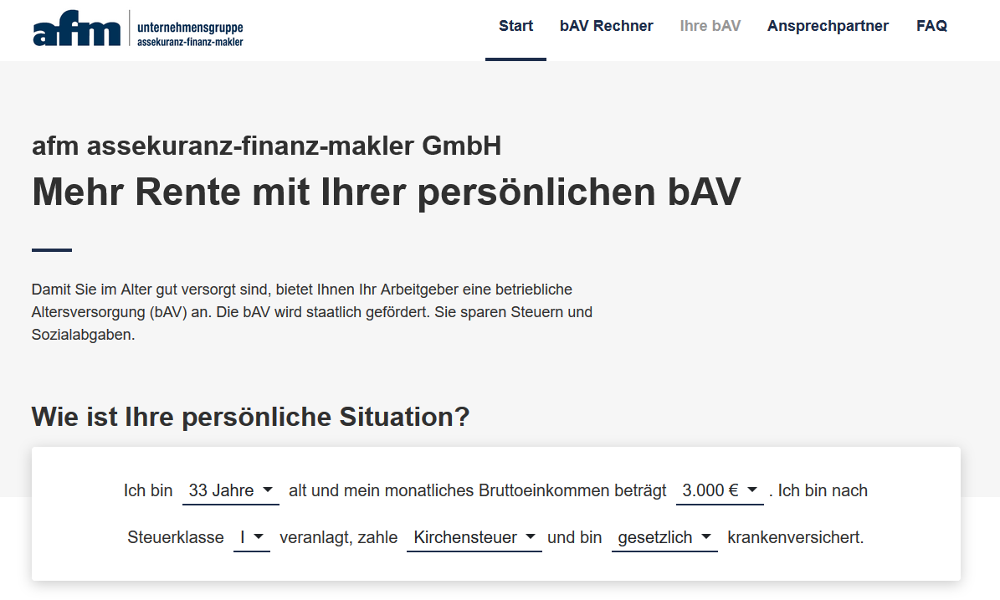 afm unternehmensgruppe
assekuranz-finanz-makler
Start bAV Rechner Ihre bAV Ansprechpartner FAQ
afm assekuranz-finanz-makler GmbH
Mehr Rente mit Ihrer persönlichen bAV
Damit Sie im Alter gut versorgt sind, bietet Ihnen Ihr Arbeitgeber eine betriebliche
Altersversorgung (bAV) an. Die bAV wird staatlich gefördert. Sie sparen Steuern und
Sozialabgaben.
Wie ist Ihre persönliche Situation?
Ich bin 33 Jahre alt und mein monatliches Bruttoeinkommen beträgt 3.000 € . Ich bin nach
Steuerklasse I veranlagt, zahle Kirchensteuer und bin gesetzlich krankenversichert.